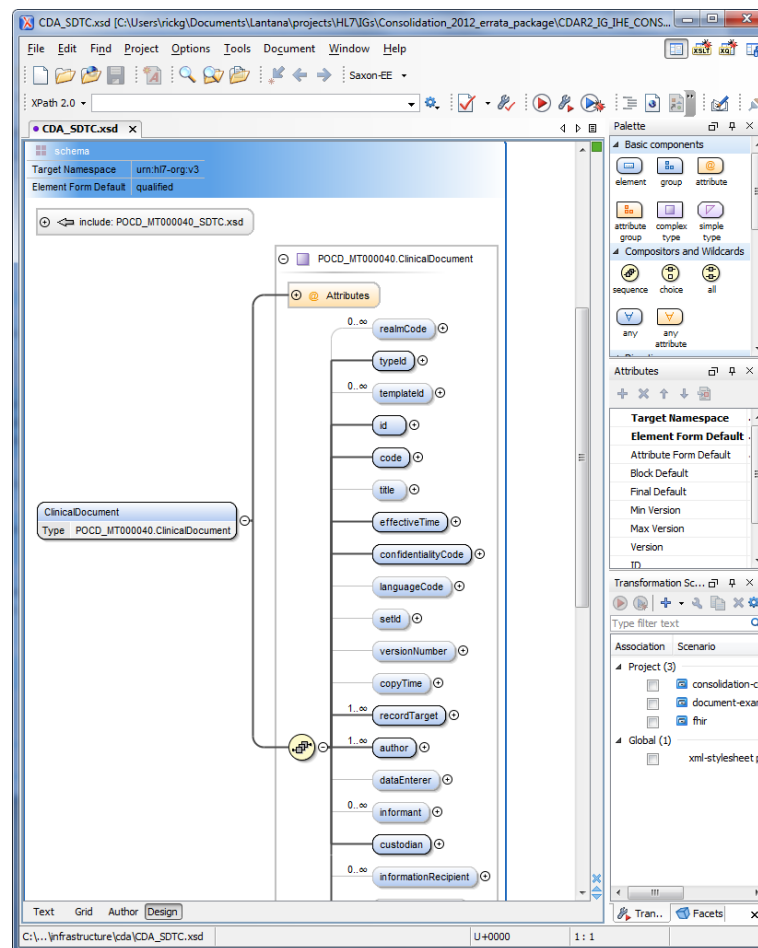 CDA_SDTC.xsd [C:\Users\rickg\Documents\Lantana\projects\HL7\IGs\Consolidation_2012_errata_package\CDAR2_IG_IHE_CONS...
File Edit Find Project Options Tools Document Window Help
Saxon-EE
XPath 2.0
CDA_SDTC.xsd
schema
Target Namespace urn:hl7-org:v3
Element Form Default qualified
include: POCD_MT000040_SDTC.xsd
POCD_MT000040.ClinicalDocument
@ Attributes
0..∞ realmCode
typeId
0..∞ templateId
id
code
title
effectiveTime
confidentialityCode
languageCode
setId
versionNumber
copyTime
1..∞ recordTarget
1..∞ author
dataEnterer
0..∞ informant
custodian
0..∞ informationRecipient
ClinicalDocument
Type POCD_MT000040.ClinicalDocument
Text Grid Author Design
Palette
Basic components
element group attribute
attribute group complex type simple type
Compositors and Wildcards
sequence choice all
any any attribute
Attributes
Target Namespace
Element Form Default
Attribute Form Default
Block Default
Final Default
Min Version
Max Version
Version
ID
Transformation Sc...
Type filter text
Association Scenario
Project (3)
consolidation-c
document-exa
fhir
Global (1)
xml-stylesheet p
Tran.. Facets
C:\...\infrastructure\cda\CDA_SDTC.xsd U+0000 1 : 1